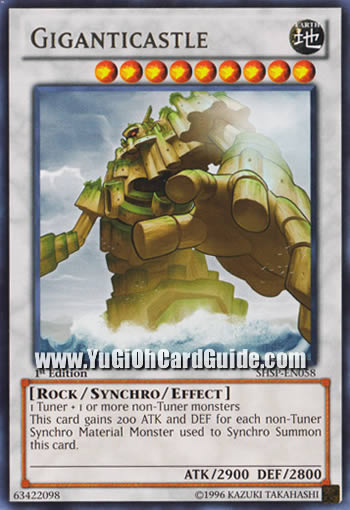 GIGANTICASTLE
EARTH
地
www.YuGiOhCardGuide.com
1st Edition
SHSP-EN058
[ROCK/SYNCHRO/EFFECT]
1 Tuner + 1 or more non-Tuner monsters
This card gains 200 ATK and DEF for each non-Tuner
Synchro Material Monster used to Synchro Summon
this card.
ATK/2900 DEF/2800
63422098
©1996 KAZUKI TAKAHASHI